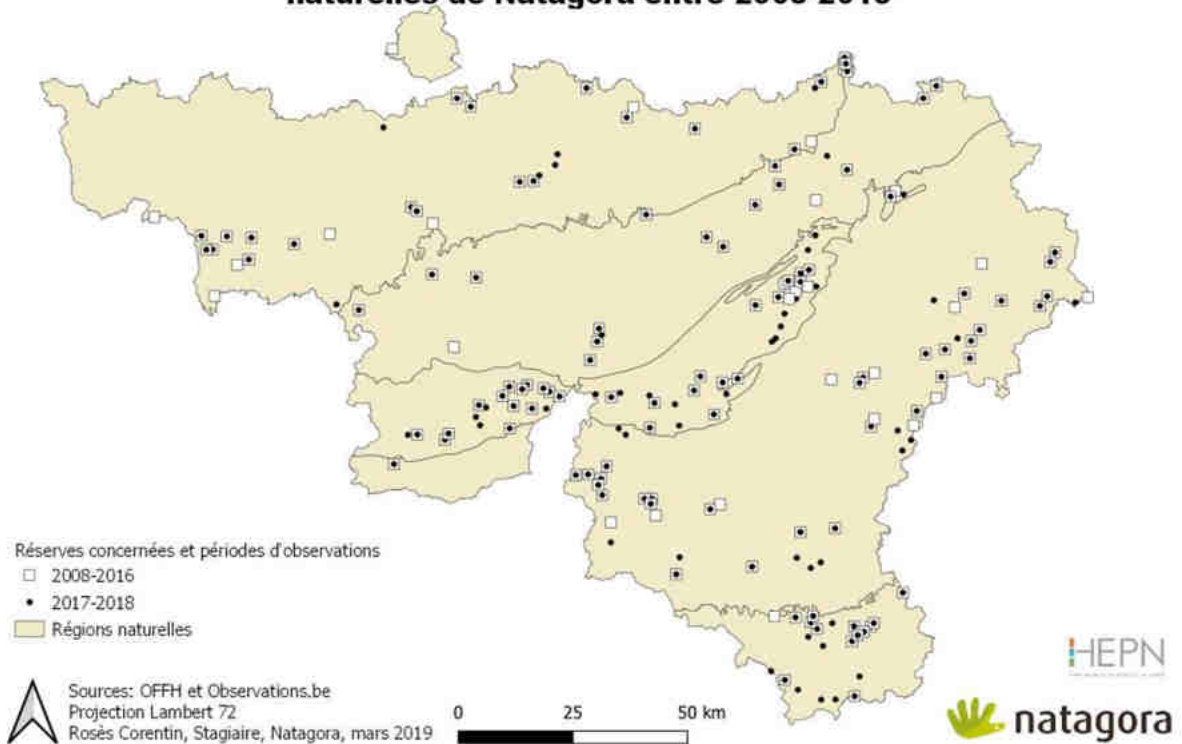 naturelles de Natagora entre 2008-2018
Réserves concernées et périodes d'observations
2008-2016
2017-2018
Régions naturelles
Sources: OFFH et Observations.be
Projection Lambert 72
Rosès Corentin, Stagiaire, Natagora, mars 2019
0 25 50 km
HEPN
natagora